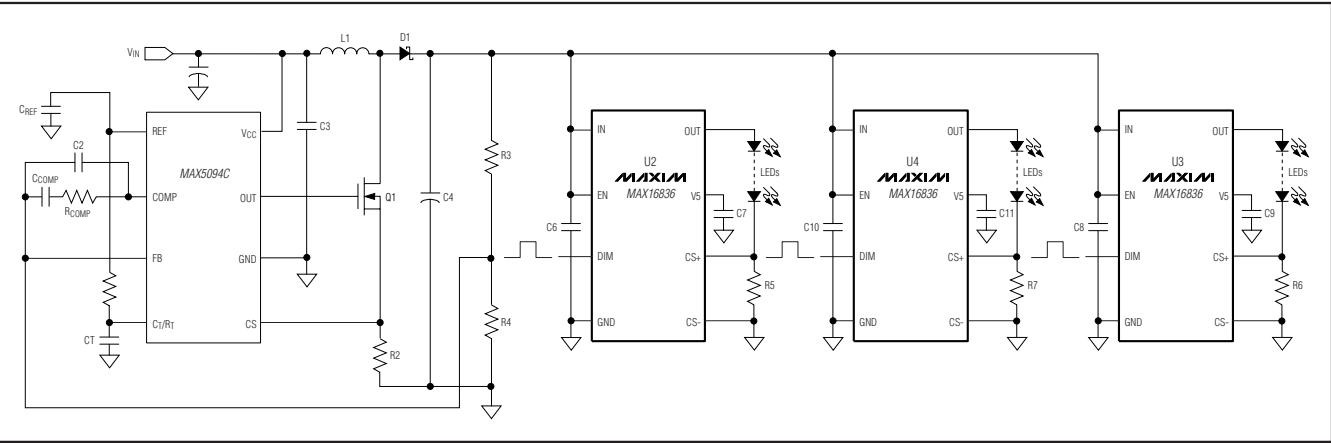 VIN
L1
D1
CREF
REF
VCC
C3
MAX5094C
C2
CCOMP
RCOMP
COMP
OUT
Q1
C4
R3
FB
GND
CT/RT
CS
CT
R2
R4
IN
OUT
U2
MAXIM
MAX16836
LEDs
EN
V5
C6
C7
DIM
CS+
R5
GND
CS-
IN
OUT
U4
MAXIM
MAX16836
LEDs
EN
V5
C10
C11
DIM
CS+
R7
GND
CS-
IN
OUT
U3
MAXIM
MAX16836
LEDs
EN
V5
C8
C9
DIM
CS+
R6
GND
CS-